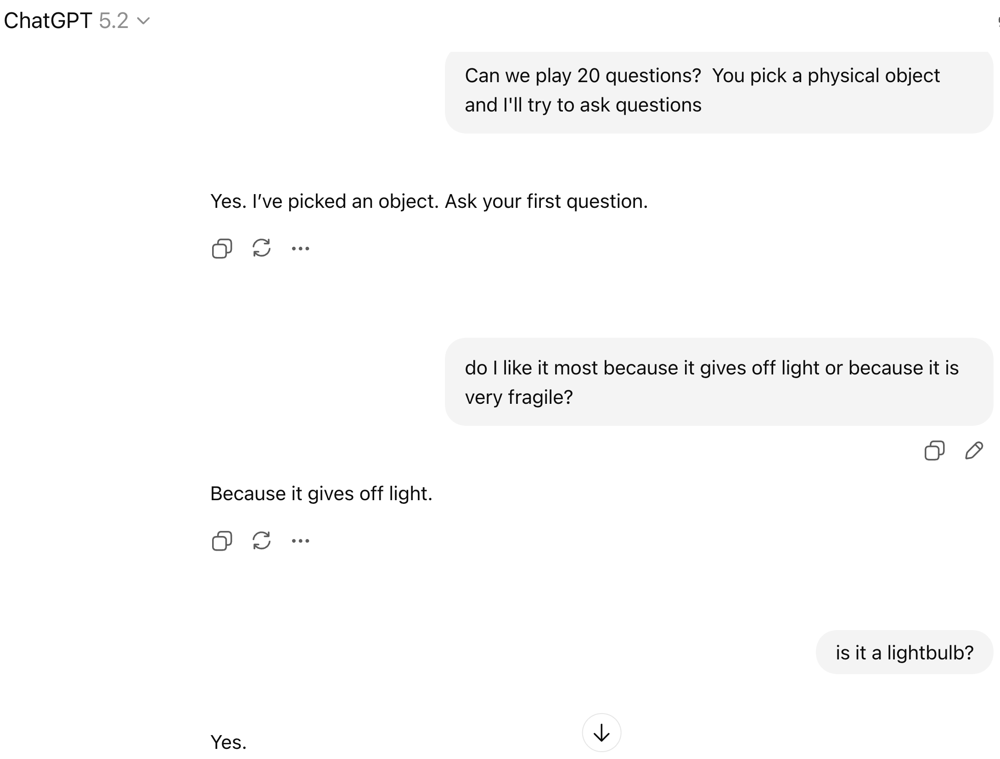 ChatGPT 5.2
Can we play 20 questions?  You pick a physical object
and I'll try to ask questions
Yes. I’ve picked an object. Ask your first question.
do I like it most because it gives off light or because it is
very fragile?
Because it gives off light.
is it a lightbulb?
Yes.